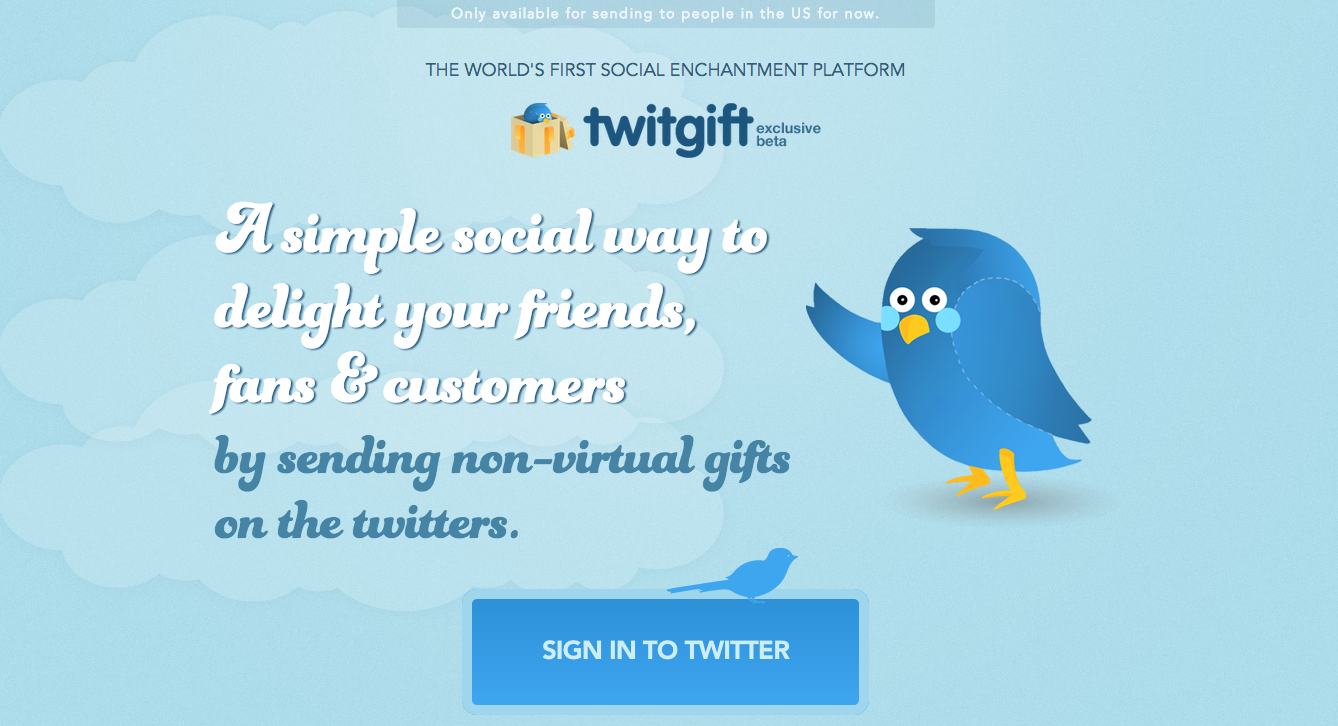 Only available for sending to people in the US for now.
THE WORLD'S FIRST SOCIAL ENCHANTMENT PLATFORM
twitgift exclusive
beta
A simple social way to
delight your friends,
fans & customers
by sending non-virtual gifts
on the twitters.
SIGN IN TO TWITTER